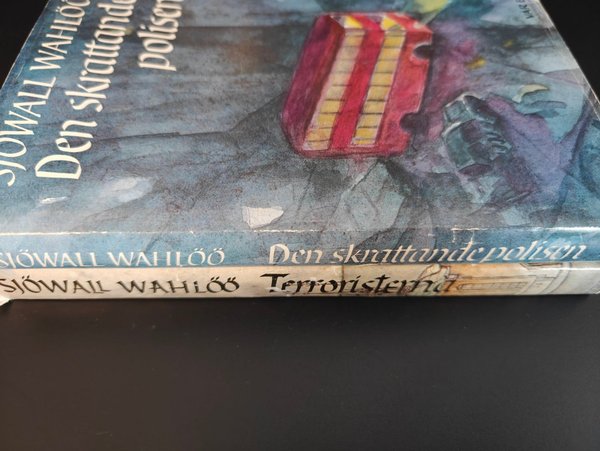 SJÖWALL WAHLÖÖ
Den skrattande
polisen
SJÖWALL WAHLÖÖ Den skrattande polisen
SJÖWALL WAHLÖÖ Terroristerna